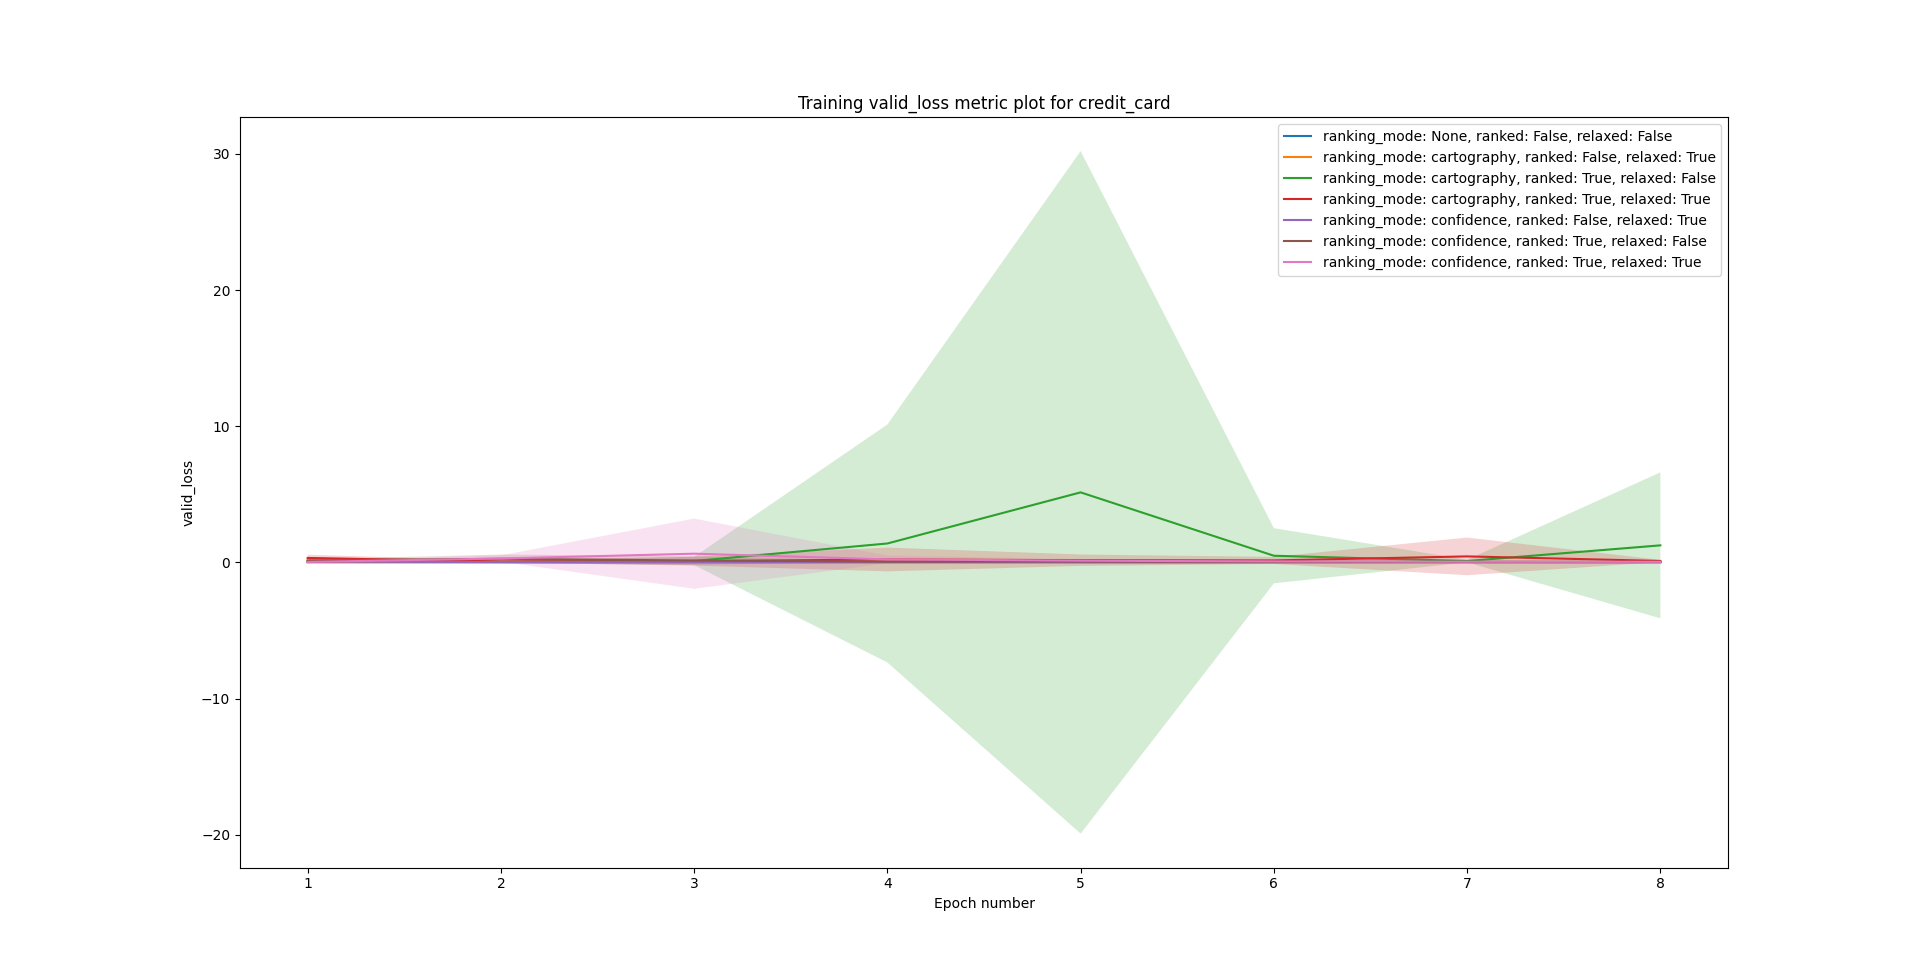 Training valid_loss metric plot for credit_card
ranking_mode: None, ranked: False, relaxed: False
ranking_mode: cartography, ranked: False, relaxed: True
ranking_mode: cartography, ranked: True, relaxed: False
ranking_mode: cartography, ranked: True, relaxed: True
ranking_mode: confidence, ranked: False, relaxed: True
ranking_mode: confidence, ranked: True, relaxed: False
ranking_mode: confidence, ranked: True, relaxed: True
30
20
10
0
−10
−20
valid_loss
1 2 3 4 5 6 7 8
Epoch number